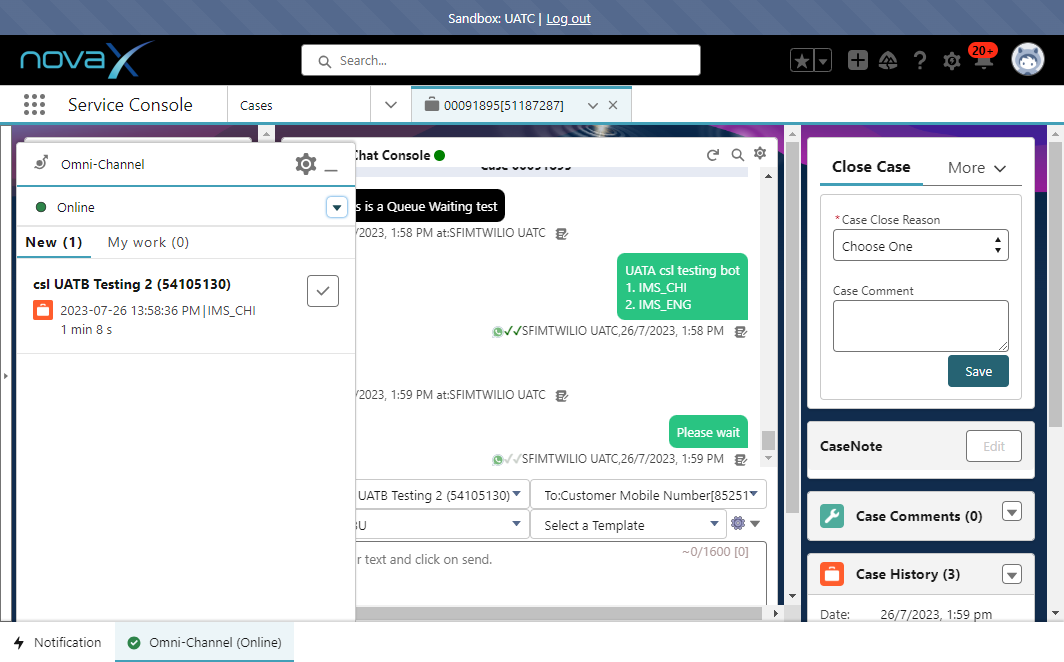 Sandbox: UATC | Log out
novaX
Search...
20+
Service Console
Cases
00091895[51187287]
Omni-Channel
Online
New (1)
My work (0)
csl UATB Testing 2 (54105130)
2023-07-26 13:58:36 PM|IMS_CHI
1 min 8 s
Chat Console
Case 00091895
s is a Queue Waiting test
/2023, 1:58 PM at:SFIMTWILIO UATC
UATA csl testing bot
1. IMS_CHI
2. IMS_ENG
SFIMTWILIO UATC,26/7/2023, 1:58 PM
/2023, 1:59 PM at:SFIMTWILIO UATC
Please wait
SFIMTWILIO UATC,26/7/2023, 1:59 PM
UATB Testing 2 (54105130)
To:Customer Mobile Number[85251
BU
Select a Template
r text and click on send.
~0/1600 [0]
Close Case
More
*Case Close Reason
Choose One
Case Comment
Save
CaseNote
Edit
Case Comments (0)
Case History (3)
Date:
26/7/2023, 1:59 pm
Notification
Omni-Channel (Online)